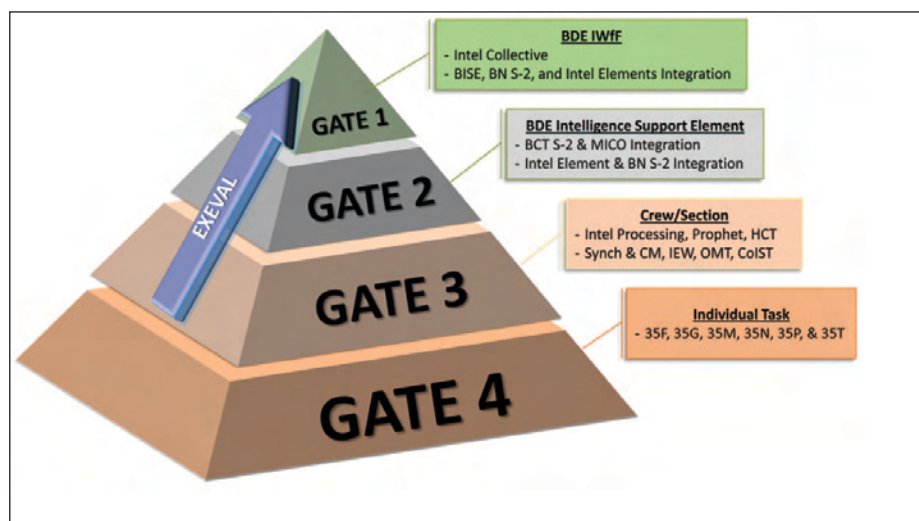 BDE IWfF
- Intel Collective
- BISE, BN S-2, and Intel Elements Integration
GATE 1
BDE Intelligence Support Element
- BCT S-2 & MICO Integration
- Intel Element & BN S-2 Integration
GATE 2
EXEVAL
Crew/Section
- Intel Processing, Prophet, HCT
- Synch & CM, IEW, OMT, CoIST
GATE 3
Individual Task
- 35F, 35G, 35M, 35N, 35P, & 35T
GATE 4